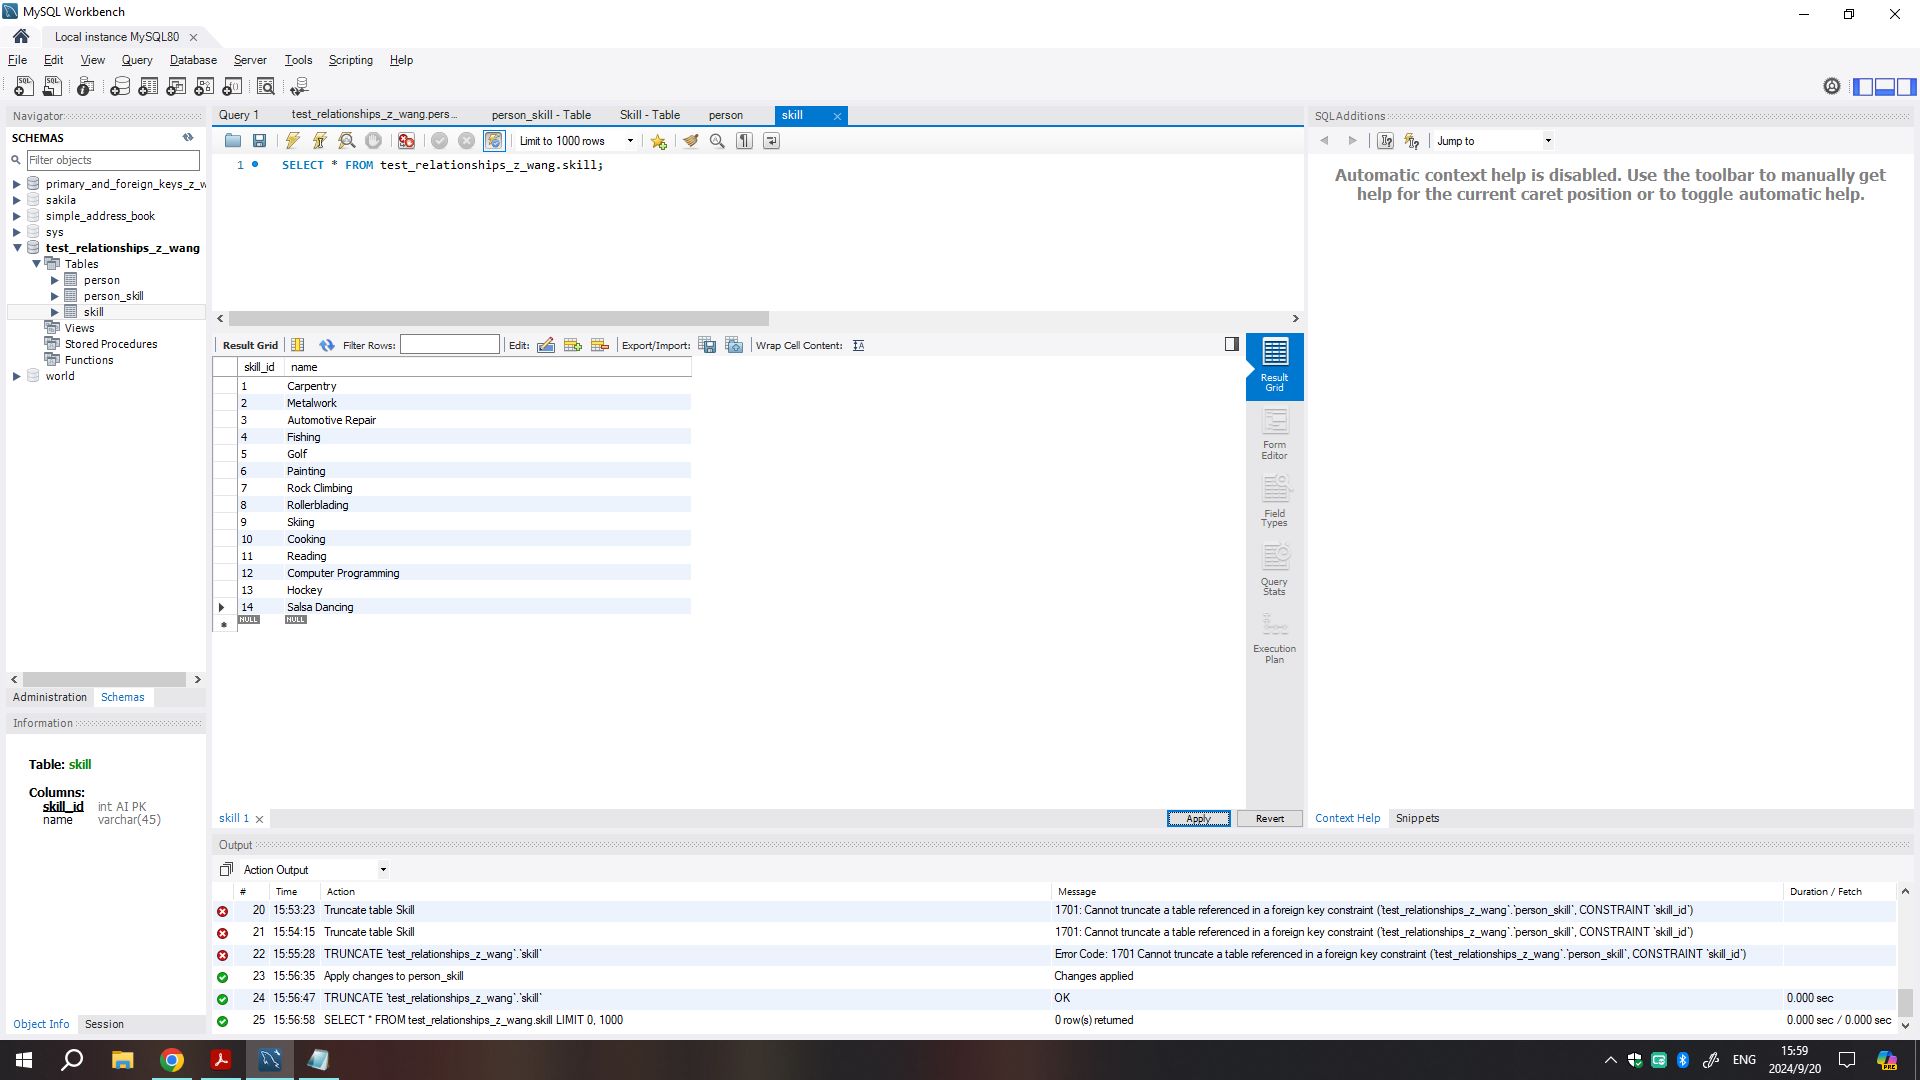 MySQL Workbench
Local instance MySQL80
File Edit View Query Database Server Tools Scripting Help
Navigator
SCHEMAS
Filter objects
primary_and_foreign_keys_z_w
sakila
simple_address_book
sys
test_relationships_z_wang
Tables
person
person_skill
skill
Views
Stored Procedures
Functions
world
Administration Schemas
Information
Table: skill
Columns:
skill_id int AI PK
name varchar(45)
Object Info Session
Query 1 test_relationships_z_wang.pers... person_skill - Table Skill - Table person skill
Limit to 1000 rows
1 SELECT * FROM test_relationships_z_wang.skill;
Result Grid Filter Rows: Edit: Export/Import: Wrap Cell Content:
skill_id name
1 Carpentry
2 Metalwork
3 Automotive Repair
4 Fishing
5 Golf
6 Painting
7 Rock Climbing
8 Rollerblading
9 Skiing
10 Cooking
11 Reading
12 Computer Programming
13 Hockey
14 Salsa Dancing
NULL NULL
Result
Grid
Form
Editor
Field
Types
Query
Stats
Execution
Plan
skill 1 Apply Revert
SQLAdditions
Jump to
Automatic context help is disabled. Use the toolbar to manually get
help for the current caret position or to toggle automatic help.
Context Help Snippets
Output
Action Output
# Time Action Message Duration / Fetch
20 15:53:23 Truncate table Skill 1701: Cannot truncate a table referenced in a foreign key constraint (`test_relationships_z_wang`.`person_skill`, CONSTRAINT `skill_id`)
21 15:54:15 Truncate table Skill 1701: Cannot truncate a table referenced in a foreign key constraint (`test_relationships_z_wang`.`person_skill`, CONSTRAINT `skill_id`)
22 15:55:28 TRUNCATE `test_relationships_z_wang`.`skill` Error Code: 1701 Cannot truncate a table referenced in a foreign key constraint (`test_relationships_z_wang`.`person_skill`, CONSTRAINT `skill_id`)
23 15:56:35 Apply changes to person_skill Changes applied
24 15:56:47 TRUNCATE `test_relationships_z_wang`.`skill` OK 0.000 sec
25 15:56:58 SELECT * FROM test_relationships_z_wang.skill LIMIT 0, 1000 0 row(s) returned 0.000 sec / 0.000 sec
ENG
15:59
2024/9/20